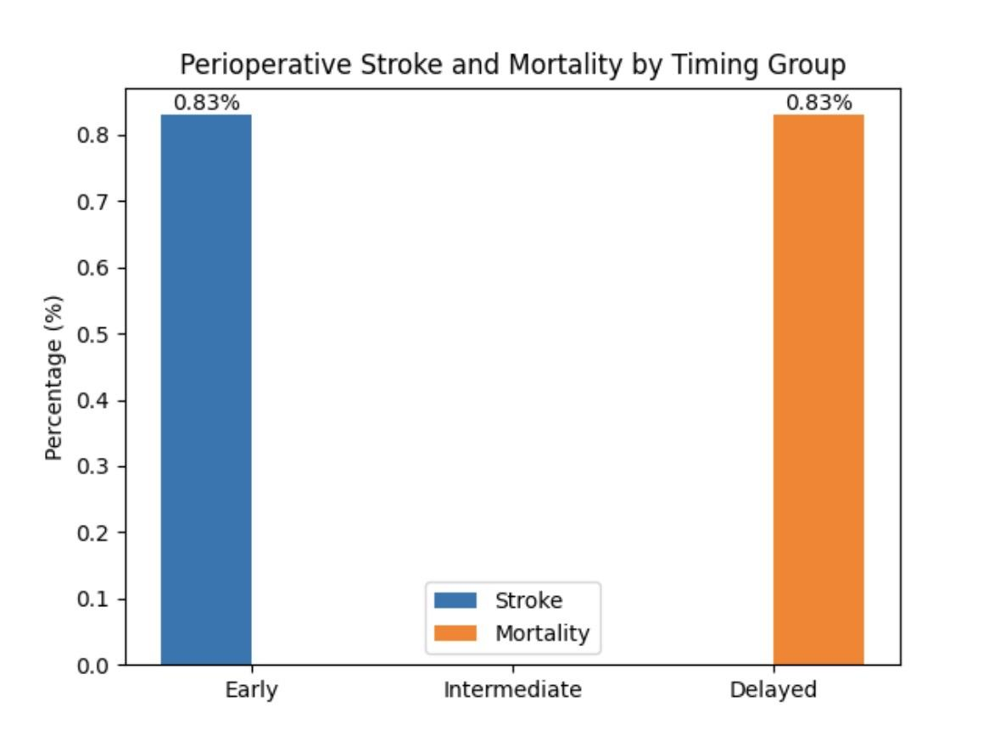 Perioperative Stroke and Mortality by Timing Group
0.83%
0.83%
0.8
0.7
0.6
0.5
0.4
0.3
0.2
0.1
0.0
Percentage (%)
Stroke
Mortality
Early
Intermediate
Delayed